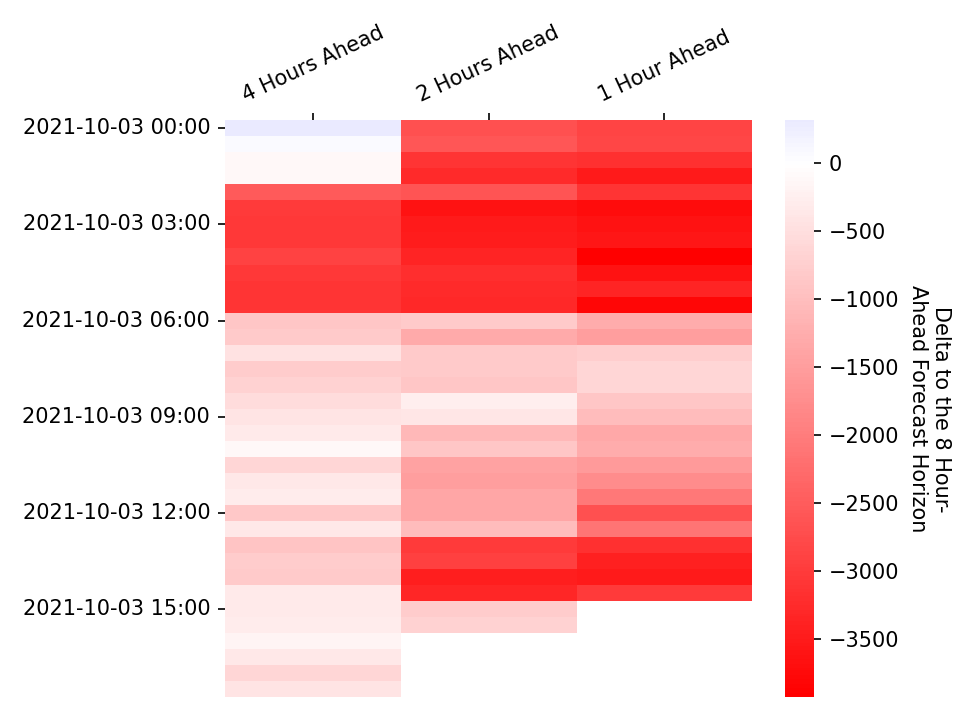 4 Hours Ahead
2 Hours Ahead
1 Hour Ahead
2021-10-03 00:00
2021-10-03 03:00
2021-10-03 06:00
2021-10-03 09:00
2021-10-03 12:00
2021-10-03 15:00
0
−500
−1000
−1500
−2000
−2500
−3000
−3500
Delta to the 8 Hour-
Ahead Forecast Horizon